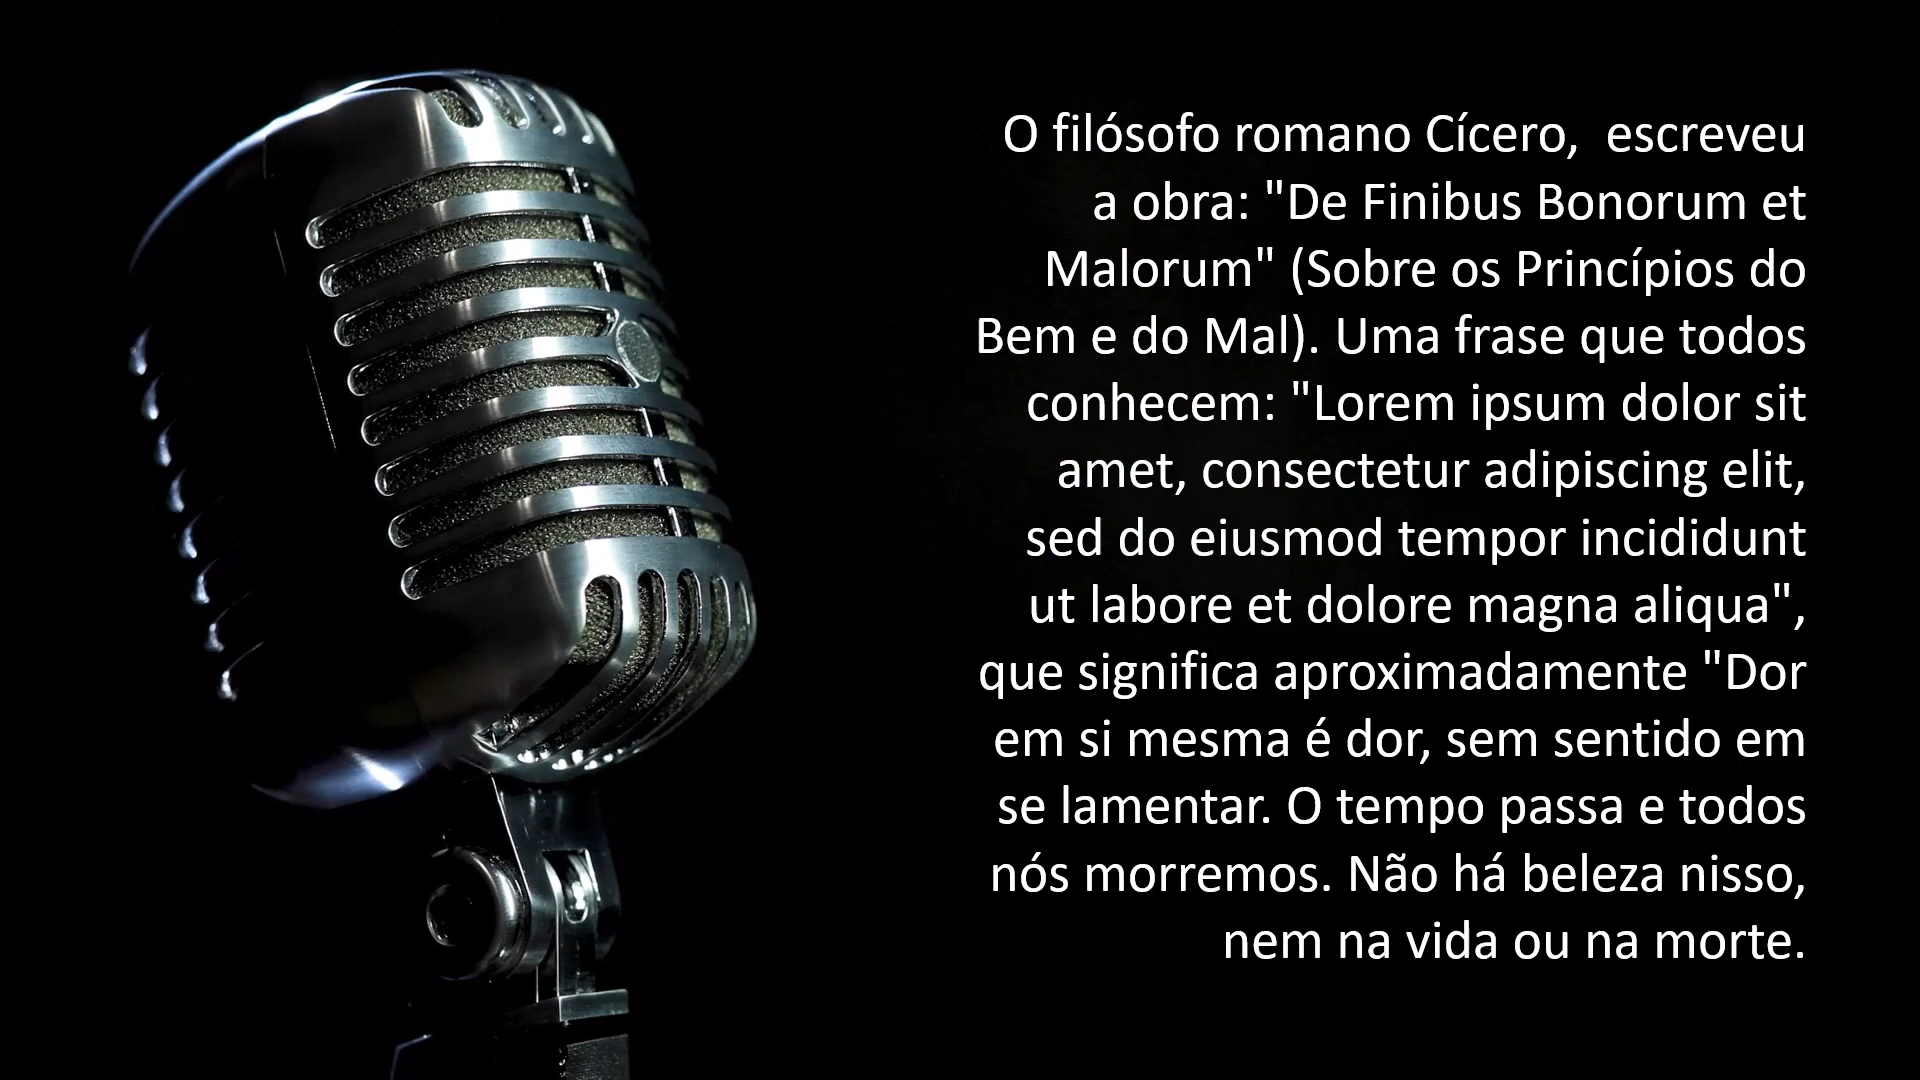 O filósofo romano Cícero,  escreveu
a obra: "De Finibus Bonorum et
Malorum" (Sobre os Princípios do
Bem e do Mal). Uma frase que todos
conhecem: "Lorem ipsum dolor sit
amet, consectetur adipiscing elit,
sed do eiusmod tempor incididunt
ut labore et dolore magna aliqua",
que significa aproximadamente "Dor
em si mesma é dor, sem sentido em
se lamentar. O tempo passa e todos
nós morremos. Não há beleza nisso,
nem na vida ou na morte.